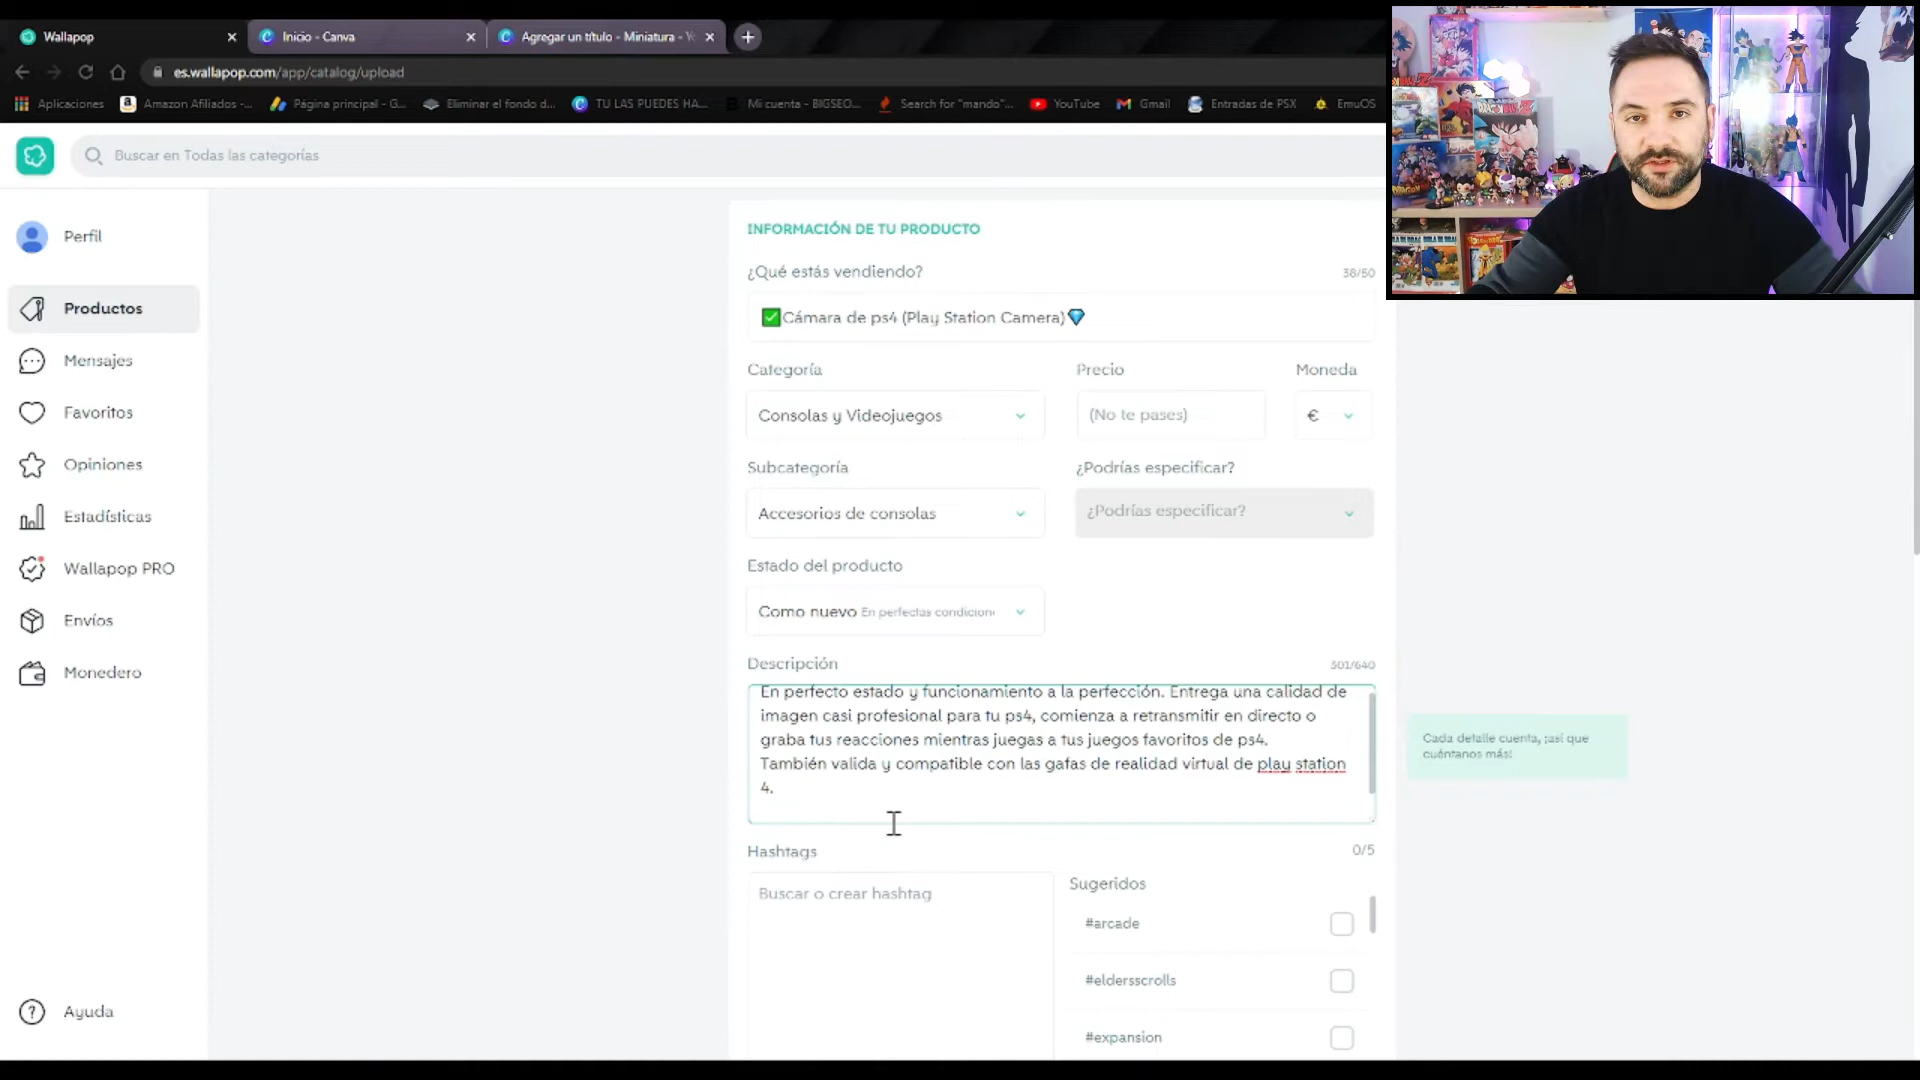 Wallapop
Inicio - Canva
Agregar un título - Miniatura - Yo
es.wallapop.com/app/catalog/upload
Aplicaciones
Amazon Afiliados -...
Página principal - G...
Eliminar el fondo d...
TU LAS PUEDES HA...
Mi cuenta - BIGSEO...
Search for "mando"...
YouTube
Gmail
Entradas de PSX
EmuOS
Buscar en Todas las categorías
Perfil
Productos
Mensajes
Favoritos
Opiniones
Estadísticas
Wallapop PRO
Envíos
Monedero
Ayuda
INFORMACIÓN DE TU PRODUCTO
¿Qué estás vendiendo?
38/50
✅Cámara de ps4 (Play Station Camera)💎
Categoría
Precio
Moneda
Consolas y Videojuegos
(No te pases)
€
Subcategoría
¿Podrías especificar?
Accesorios de consolas
¿Podrías especificar?
Estado del producto
Como nuevo En perfectas condicion
Descripción
301/640
En perfecto estado y funcionamiento a la perfección. Entrega una calidad de
imagen casi profesional para tu ps4, comienza a retransmitir en directo o
graba tus reacciones mientras juegas a tus juegos favoritos de ps4.
También valida y compatible con las gafas de realidad virtual de play station
4.
Cada detalle cuenta, ¡así que
cuéntanos más!
Hashtags
0/5
Buscar o crear hashtag
Sugeridos
#arcade
#eldersscrolls
#expansion